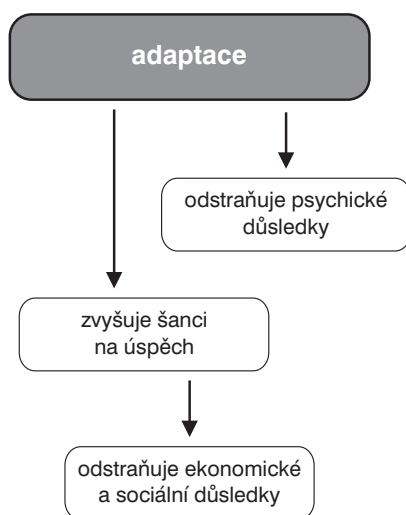 adaptace
odstraňuje psychické
důsledky
zvyšuje šanci
na úspěch
odstraňuje ekonomické
a sociální důsledky